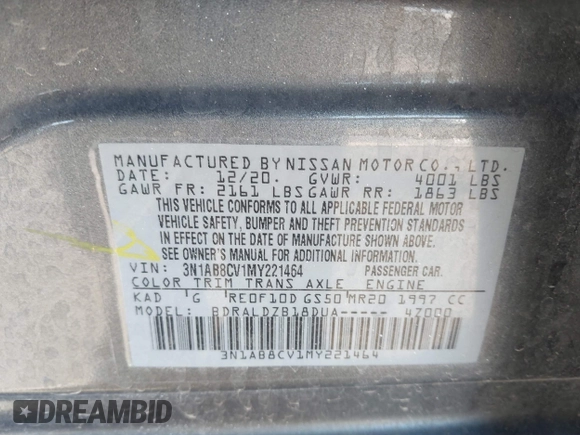 MANUFACTURED BY NISSAN MOTOR CO., LTD.
DATE: 12/20. GVWR: 4001 LBS
GAWR FR: 2161 LBS GAWR RR: 1863 LBS
THIS VEHICLE CONFORMS TO ALL APPLICABLE FEDERAL MOTOR
VEHICLE SAFETY, BUMPER AND THEFT PREVENTION STANDARDS
IN EFFECT ON THE DATE OF MANUFACTURE SHOWN ABOVE.
SEE OWNER'S MANUAL FOR ADDITIONAL INFORMATION.
VIN: 3N1AB8CV1MY221464 PASSENGER CAR.
COLOR TRIM TRANS AXLE ENGINE
KAD G RE0F10D GS50 MR20 1997 CC
MODEL: BDRALDZB18DUA----- 4Z000
3N1AB8CV1MY221464
DREAMBID